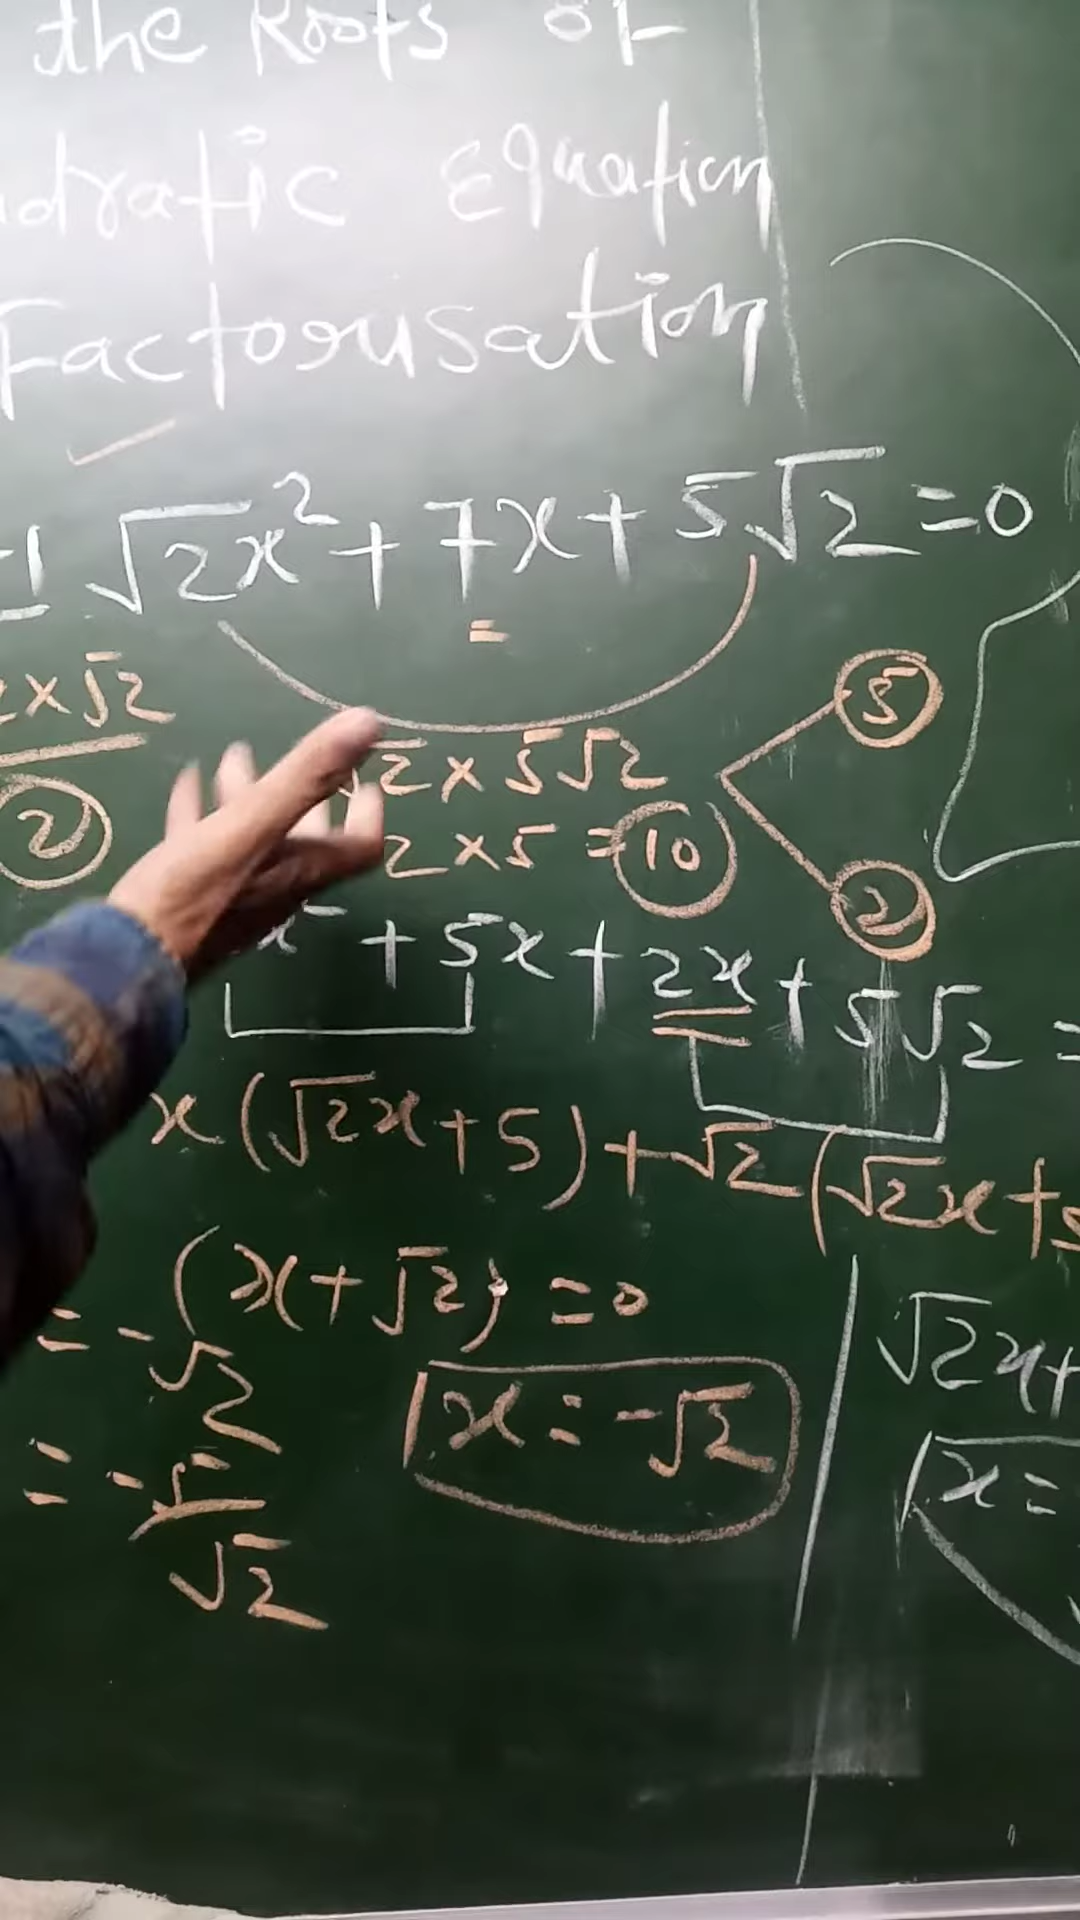 the Roots of
dratic Equation
Factorisation
-1 √2x² + 7x + 5√2 = 0
=
x√2
2
√2 × 5√2
2 × 5 = 10
5
2
+ 5x + 2x + 5√2 =
x(√2x + 5) + √2(√2x +
(x + √2) = 0
= -√2
x = -√2
= -5/√2
√2x +
x =